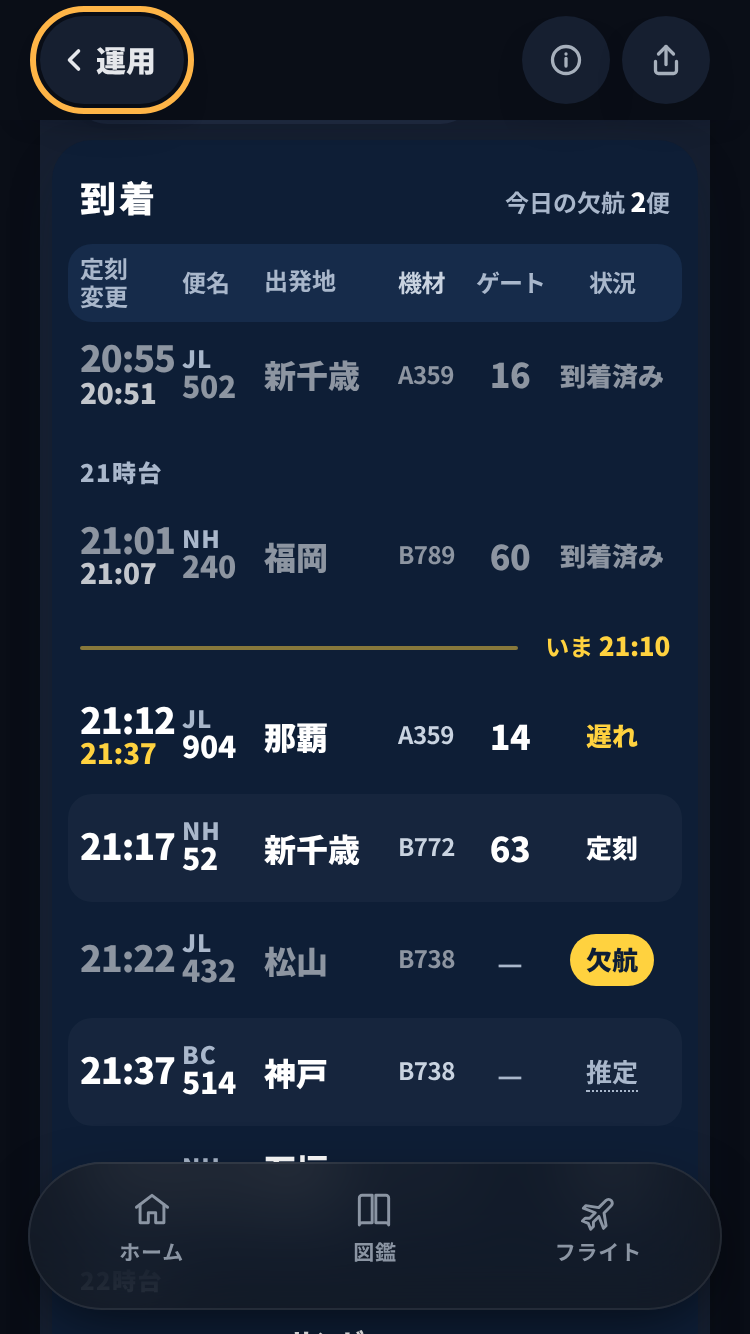 運用
到着
今日の欠航 2便
定刻
変更
便名
出発地
機材
ゲート
状況
20:55
20:51
JL
502
新千歳
A359
16
到着済み
21時台
21:01
21:07
NH
240
福岡
B789
60
到着済み
いま 21:10
21:12
21:37
JL
904
那覇
A359
14
遅れ
21:17
NH
52
新千歳
B772
63
定刻
21:22
JL
432
松山
B738
—
欠航
21:37
BC
514
神戸
B738
—
推定
22時台
ホーム
図鑑
フライト